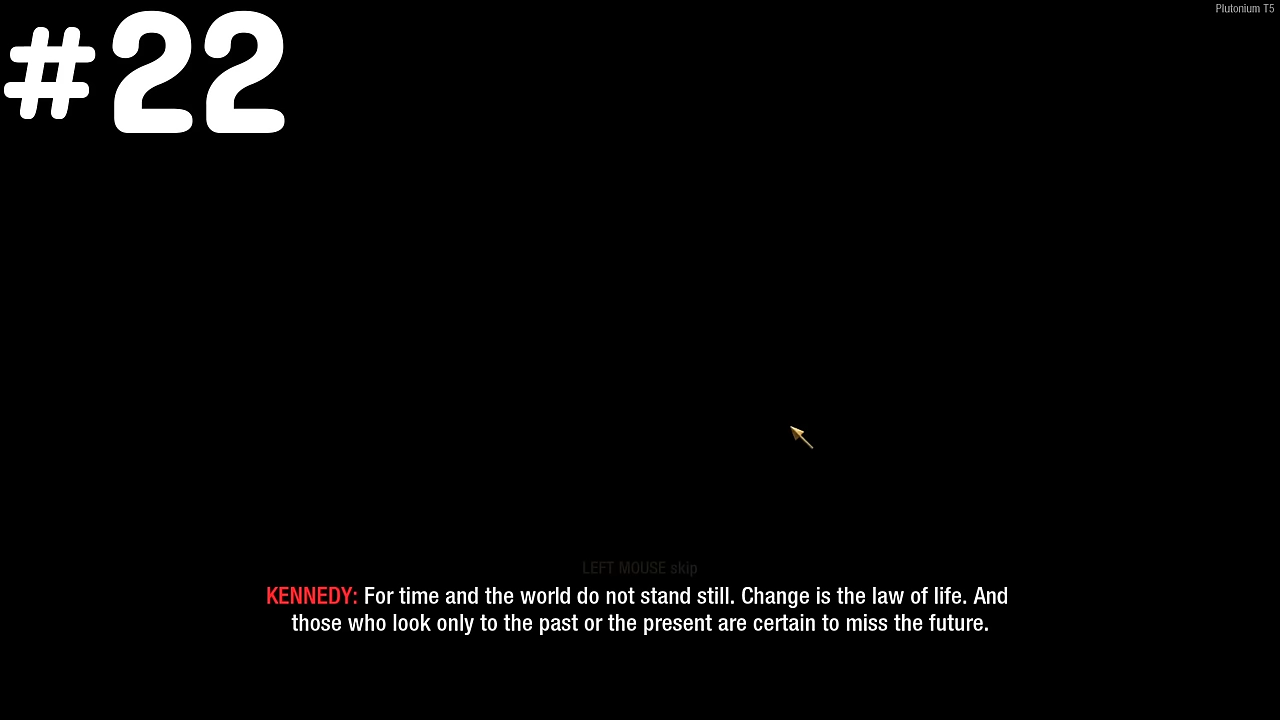 Plutonium T5
#22
LEFT MOUSE skip
KENNEDY: For time and the world do not stand still. Change is the law of life. And
those who look only to the past or the present are certain to miss the future.